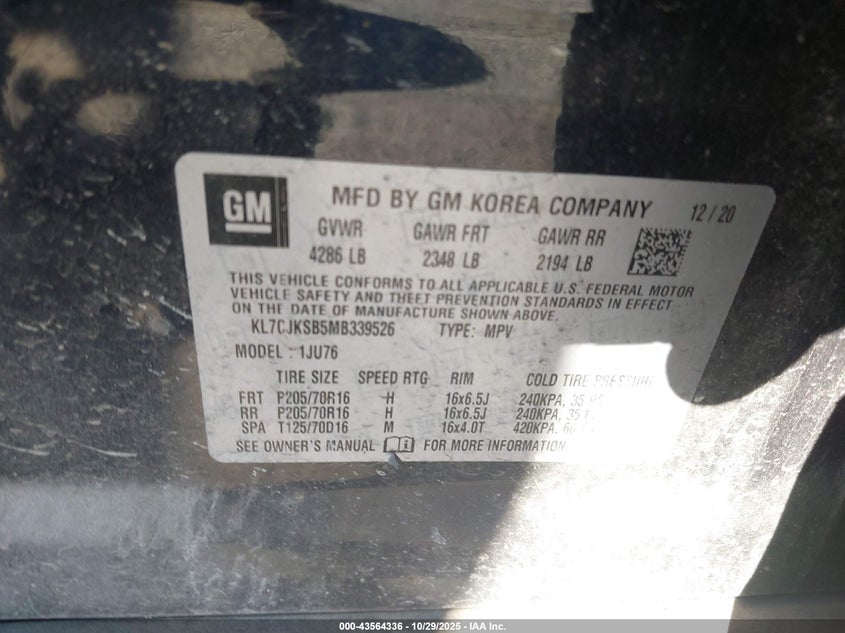 GM
MFD BY GM KOREA COMPANY 12/20
GVWR GAWR FRT GAWR RR
4286 LB 2348 LB 2194 LB
THIS VEHICLE CONFORMS TO ALL APPLICABLE U.S. FEDERAL MOTOR
VEHICLE SAFETY AND THEFT PREVENTION STANDARDS IN EFFECT
ON THE DATE OF MANUFACTURE SHOWN ABOVE.
KL7CJKSB5MB339526 TYPE: MPV
MODEL: 1JU76
TIRE SIZE SPEED RTG RIM COLD TIRE PRESSURE
FRT P205/70R16 H 16x6.5J 240KPA, 35
RR P205/70R16 H 16x6.5J 240KPA, 35
SPA T125/70D16 M 16x4.0T 420KPA,
SEE OWNER'S MANUAL FOR MORE INFORMATION
000-43564336 - 10/29/2025 - IAA Inc.